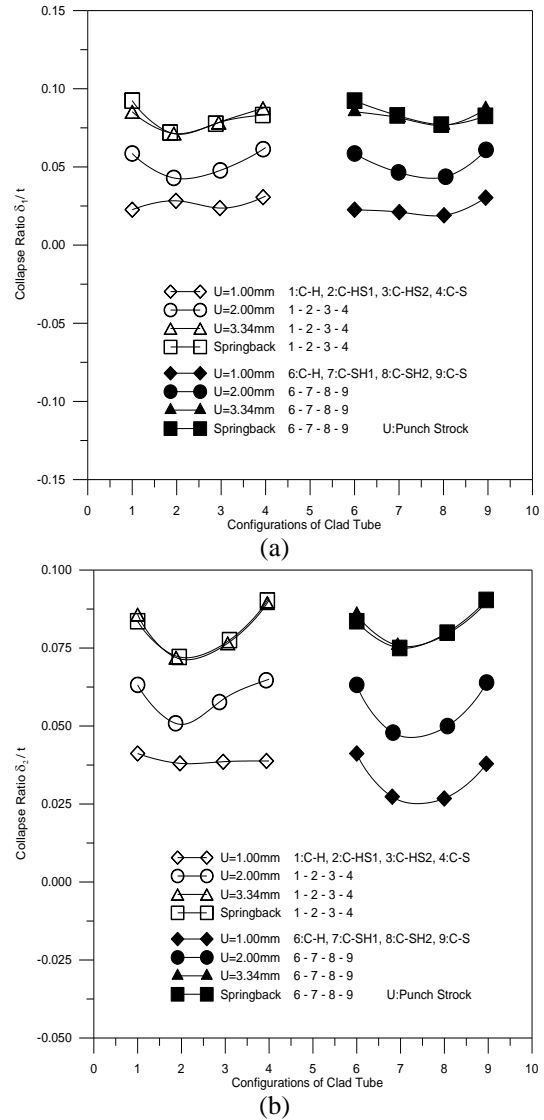 0.15
0.10
0.05
0.00
-0.05
-0.10
-0.15
Collapse Ratio δ₁/t
U=1.00mm 1:C-H, 2:C-HS1, 3:C-HS2, 4:C-S
U=2.00mm 1 - 2 - 3 - 4
U=3.34mm 1 - 2 - 3 - 4
Springback 1 - 2 - 3 - 4
U=1.00mm 6:C-H, 7:C-SH1, 8:C-SH2, 9:C-S
U=2.00mm 6 - 7 - 8 - 9
U=3.34mm 6 - 7 - 8 - 9
Springback 6 - 7 - 8 - 9 U:Punch Strock
0 1 2 3 4 5 6 7 8 9 10
Configurations of Clad Tube
(a)
0.100
0.075
0.050
0.025
0.000
-0.025
-0.050
Collapse Ratio δ₂/t
U=1.00mm 1:C-H, 2:C-HS1, 3:C-HS2, 4:C-S
U=2.00mm 1 - 2 - 3 - 4
U=3.34mm 1 - 2 - 3 - 4
Springback 1 - 2 - 3 - 4
U=1.00mm 6:C-H, 7:C-SH1, 8:C-SH2, 9:C-S
U=2.00mm 6 - 7 - 8 - 9
U=3.34mm 6 - 7 - 8 - 9
Springback 6 - 7 - 8 - 9 U:Punch Strock
0 1 2 3 4 5 6 7 8 9 10
Configurations of Clad Tube
(b)